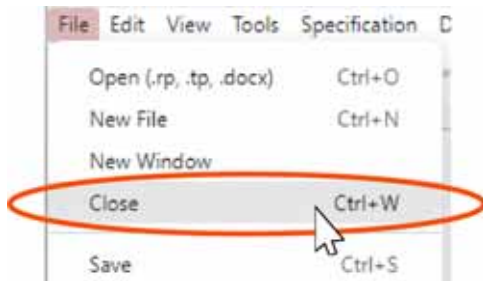 File Edit View Tools Specification
Open (.rp, .tp, .docx) Ctrl+O
New File Ctrl+N
New Window
Close Ctrl+W
Save Ctrl+S